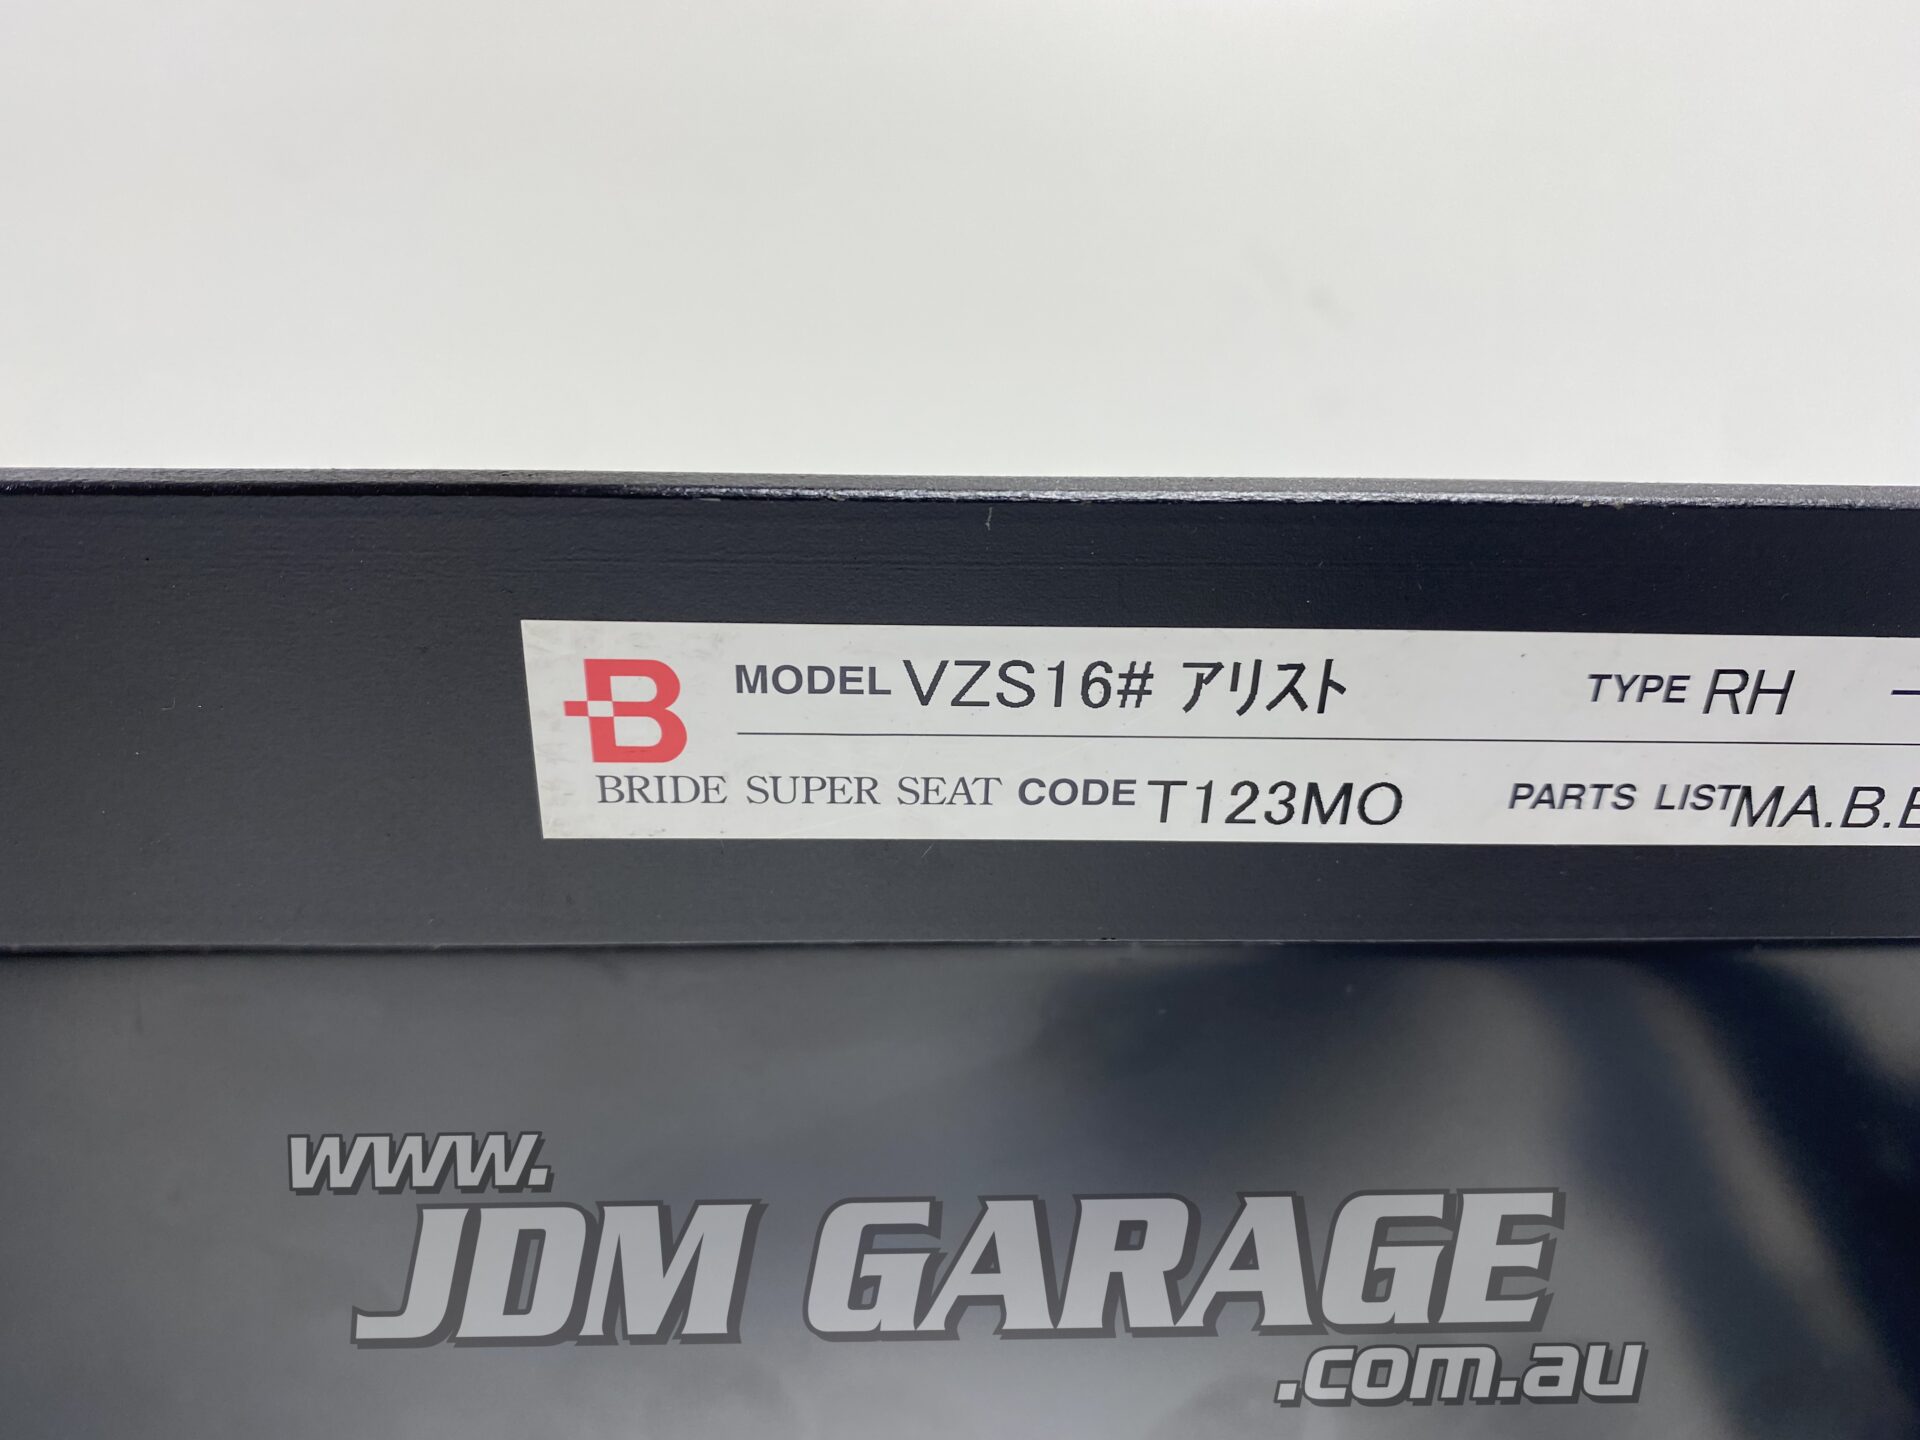 MODEL VZS16# アリスト TYPE RH
BRIDE SUPER SEAT CODE T123MO PARTS LIST MA.B.
www.
JDM GARAGE
.com.au